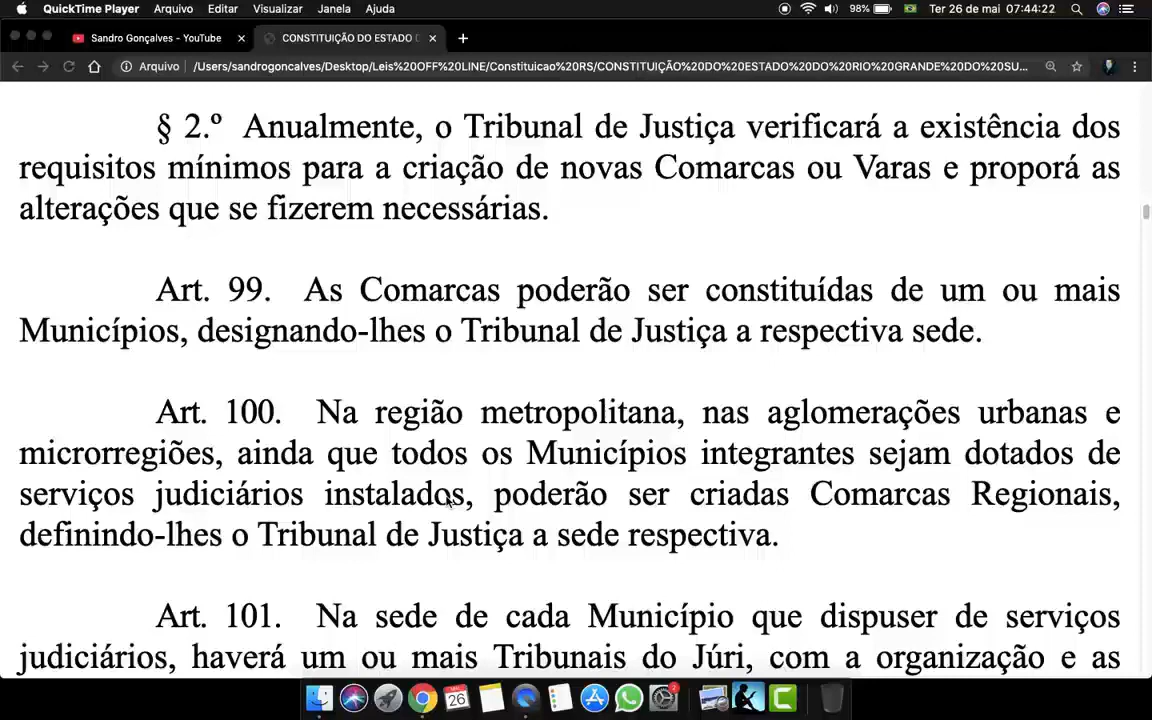 QuickTime Player Arquivo Editar Visualizar Janela Ajuda 98% Ter 26 de mai 07:44:22
Sandro Gonçalves - YouTube CONSTITUIÇÃO DO ESTADO
Arquivo /Users/sandrogoncalves/Desktop/Leis%20OFF%20LINE/Constituicao%20RS/CONSTITUIÇÃO%20DO%20ESTADO%20DO%20RIO%20GRANDE%20DO%20SU...
§ 2.º Anualmente, o Tribunal de Justiça verificará a existência dos
requisitos mínimos para a criação de novas Comarcas ou Varas e proporá as
alterações que se fizerem necessárias.
Art. 99. As Comarcas poderão ser constituídas de um ou mais
Municípios, designando-lhes o Tribunal de Justiça a respectiva sede.
Art. 100. Na região metropolitana, nas aglomerações urbanas e
microrregiões, ainda que todos os Municípios integrantes sejam dotados de
serviços judiciários instalados, poderão ser criadas Comarcas Regionais,
definindo-lhes o Tribunal de Justiça a sede respectiva.
Art. 101. Na sede de cada Município que dispuser de serviços
judiciários, haverá um ou mais Tribunais do Júri, com a organização e as
26